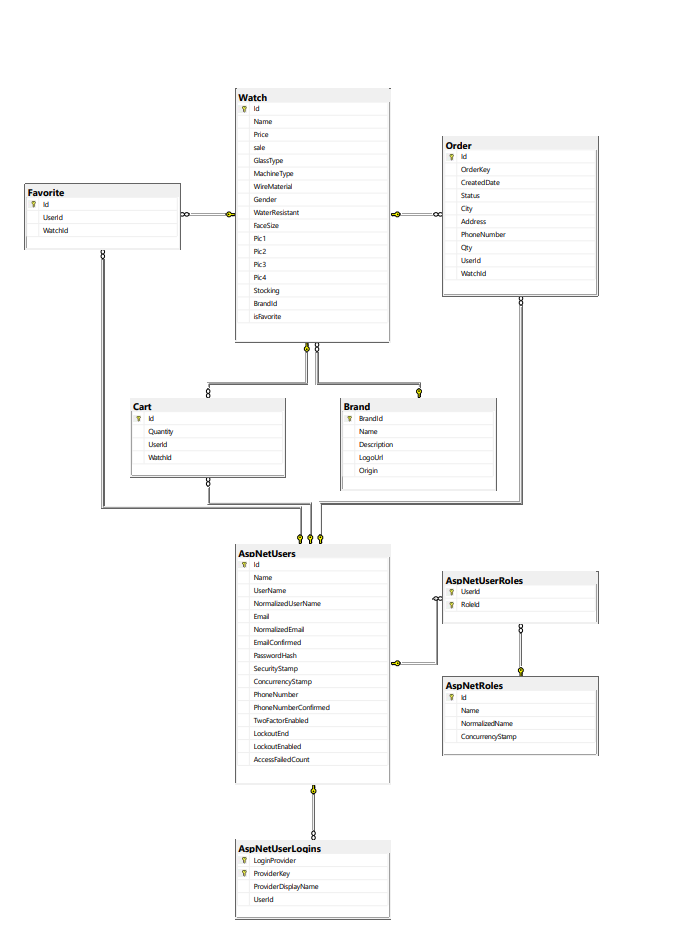 Watch
Id
Name
Price
sale
GlassType
MachineType
WireMaterial
Gender
WaterResistant
FaceSize
Pic1
Pic2
Pic3
Pic4
Stocking
BrandId
isFavorite
Order
Id
OrderKey
CreatedDate
Status
City
Address
PhoneNumber
Qty
UserId
WatchId
Favorite
Id
UserId
WatchId
Cart
Id
Quantity
UserId
WatchId
Brand
BrandId
Name
Description
LogoUrl
Origin
AspNetUsers
Id
Name
UserName
NormalizedUserName
Email
NormalizedEmail
EmailConfirmed
PasswordHash
SecurityStamp
ConcurrencyStamp
PhoneNumber
PhoneNumberConfirmed
TwoFactorEnabled
LockoutEnd
LockoutEnabled
AccessFailedCount
AspNetUserRoles
UserId
RoleId
AspNetRoles
Id
Name
NormalizedName
ConcurrencyStamp
AspNetUserLogins
LoginProvider
ProviderKey
ProviderDisplayName
UserId